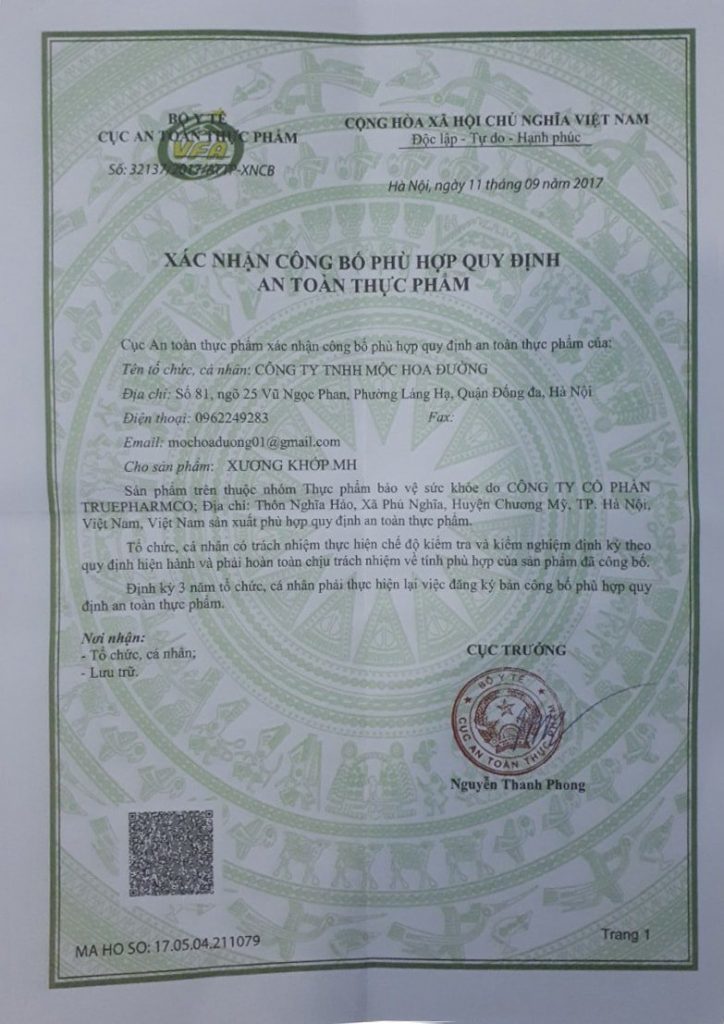 BỘ Y TẾ
CỤC AN TOÀN THỰC PHẨM
VFA
Số: 32137/2017/ATTP-XNCB
CỘNG HÒA XÃ HỘI CHỦ NGHĨA VIỆT NAM
Độc lập - Tự do - Hạnh phúc
Hà Nội, ngày 11 tháng 09 năm 2017
XÁC NHẬN CÔNG BỐ PHÙ HỢP QUY ĐỊNH
AN TOÀN THỰC PHẨM
Cục An toàn thực phẩm xác nhận công bố phù hợp quy định an toàn thực phẩm của:
Tên tổ chức, cá nhân: CÔNG TY TNHH MỘC HOA ĐƯỜNG
Địa chỉ: Số 81, ngõ 25 Vũ Ngọc Phan, Phường Láng Hạ, Quận Đống đa, Hà Nội
Điện thoại: 0962249283 Fax:
Email: mochoaduong01@gmail.com
Cho sản phẩm: XƯƠNG KHỚP MH
Sản phẩm trên thuộc nhóm Thực phẩm bảo vệ sức khỏe do CÔNG TY CỔ PHẦN
TRUEPHARMCO; Địa chỉ: Thôn Nghĩa Hảo, Xã Phú Nghĩa, Huyện Chương Mỹ, TP. Hà Nội,
Việt Nam, Việt Nam sản xuất phù hợp quy định an toàn thực phẩm.
Tổ chức, cá nhân có trách nhiệm thực hiện chế độ kiểm tra và kiểm nghiệm định kỳ theo
quy định hiện hành và phải hoàn toàn chịu trách nhiệm về tính phù hợp của sản phẩm đã công bố.
Định kỳ 3 năm tổ chức, cá nhân phải thực hiện lại việc đăng ký bản công bố phù hợp quy
định an toàn thực phẩm.
Nơi nhận:
- Tổ chức, cá nhân;
- Lưu trữ.
CỤC TRƯỞNG
BỘ Y TẾ
CỤC AN TOÀN THỰC PHẨM
Nguyễn Thanh Phong
MA HO SO: 17.05.04.211079
Trang 1